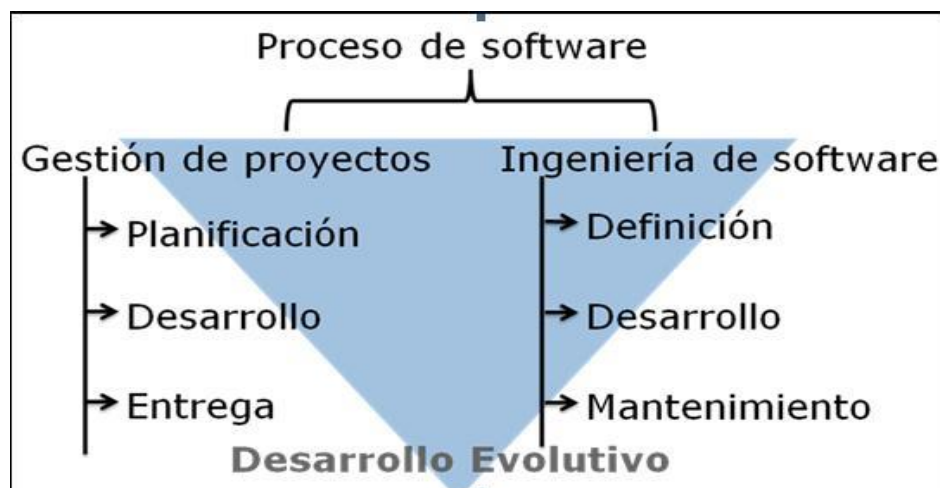 Proceso de software
Gestión de proyectos
Planificación
Desarrollo
Entrega
Ingeniería de software
Definición
Desarrollo
Mantenimiento
Desarrollo Evolutivo